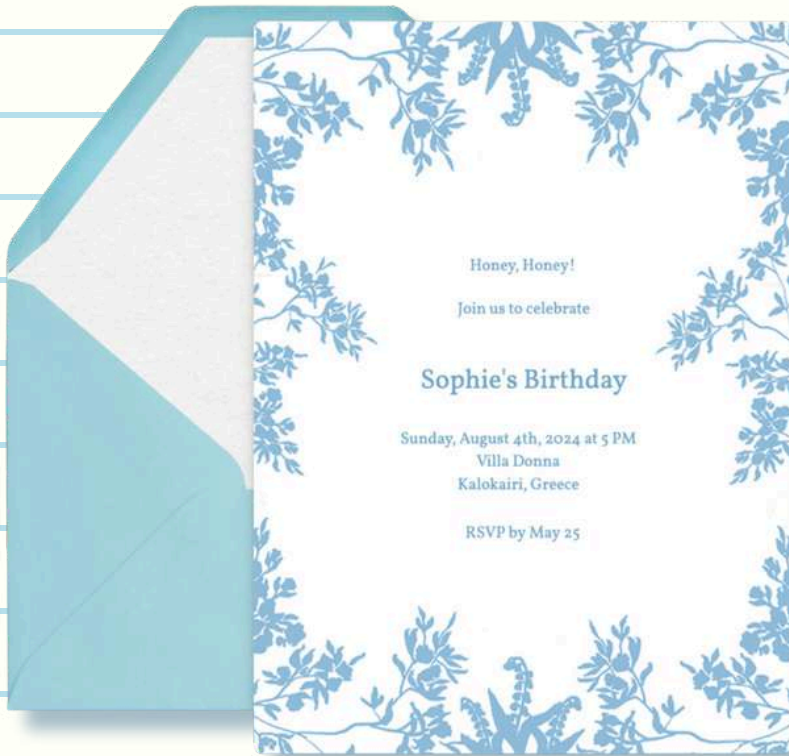 Honey, Honey!
Join us to celebrate
Sophie's Birthday
Sunday, August 4th, 2024 at 5 PM
Villa Donna
Kalokairi, Greece
RSVP by May 25